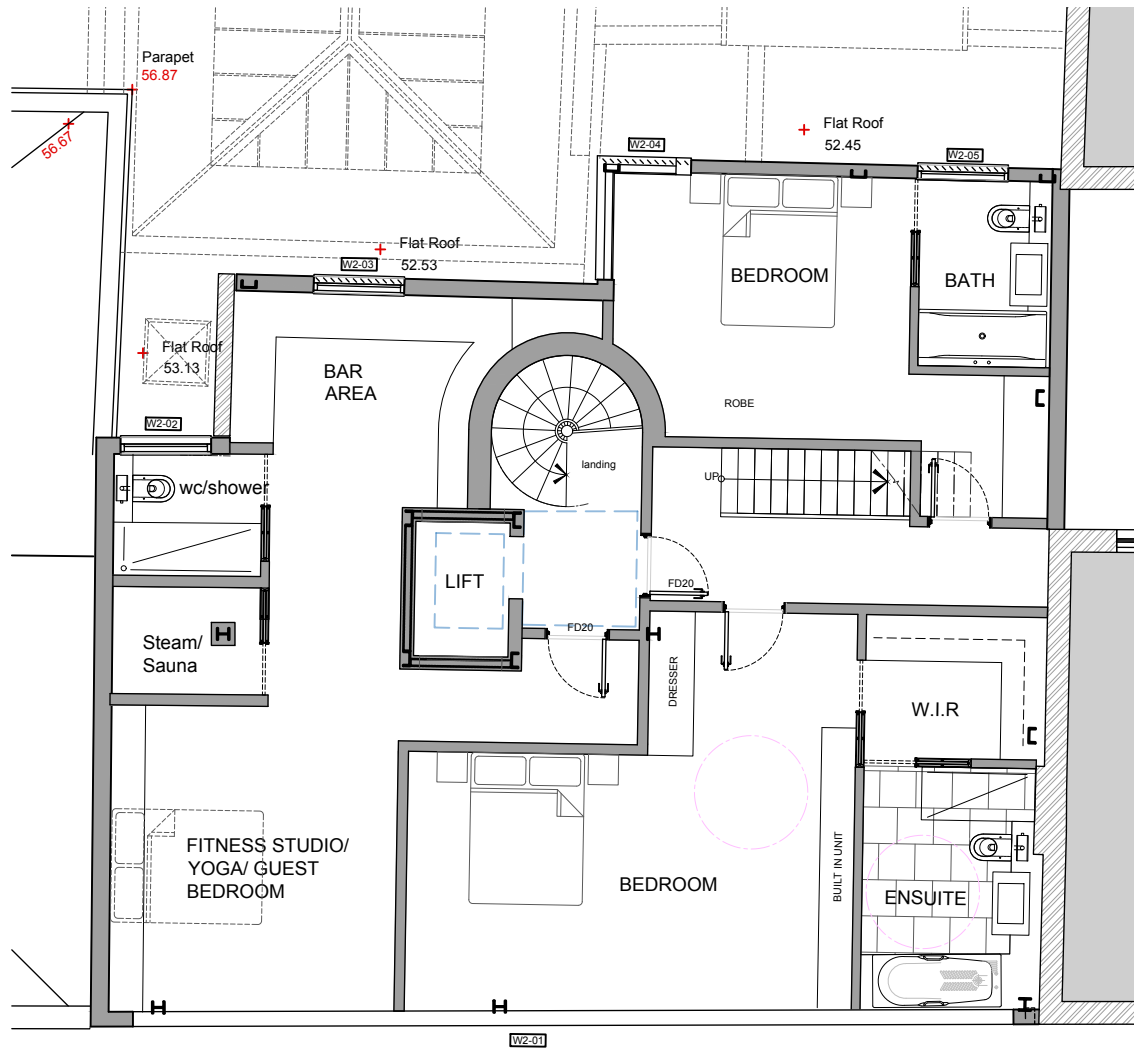 Parapet
56.87
56.67
Flat Roof
52.45
W2-04
W2-05
Flat Roof
52.53
W2-03
BEDROOM
BATH
Flat Roof
53.13
BAR
AREA
ROBE
W2-02
landing
UP
wc/shower
LIFT
FD20
FD20
Steam/
Sauna
DRESSER
W.I.R
FITNESS STUDIO/
YOGA/ GUEST
BEDROOM
BEDROOM
BUILT IN UNIT
ENSUITE
W2-01